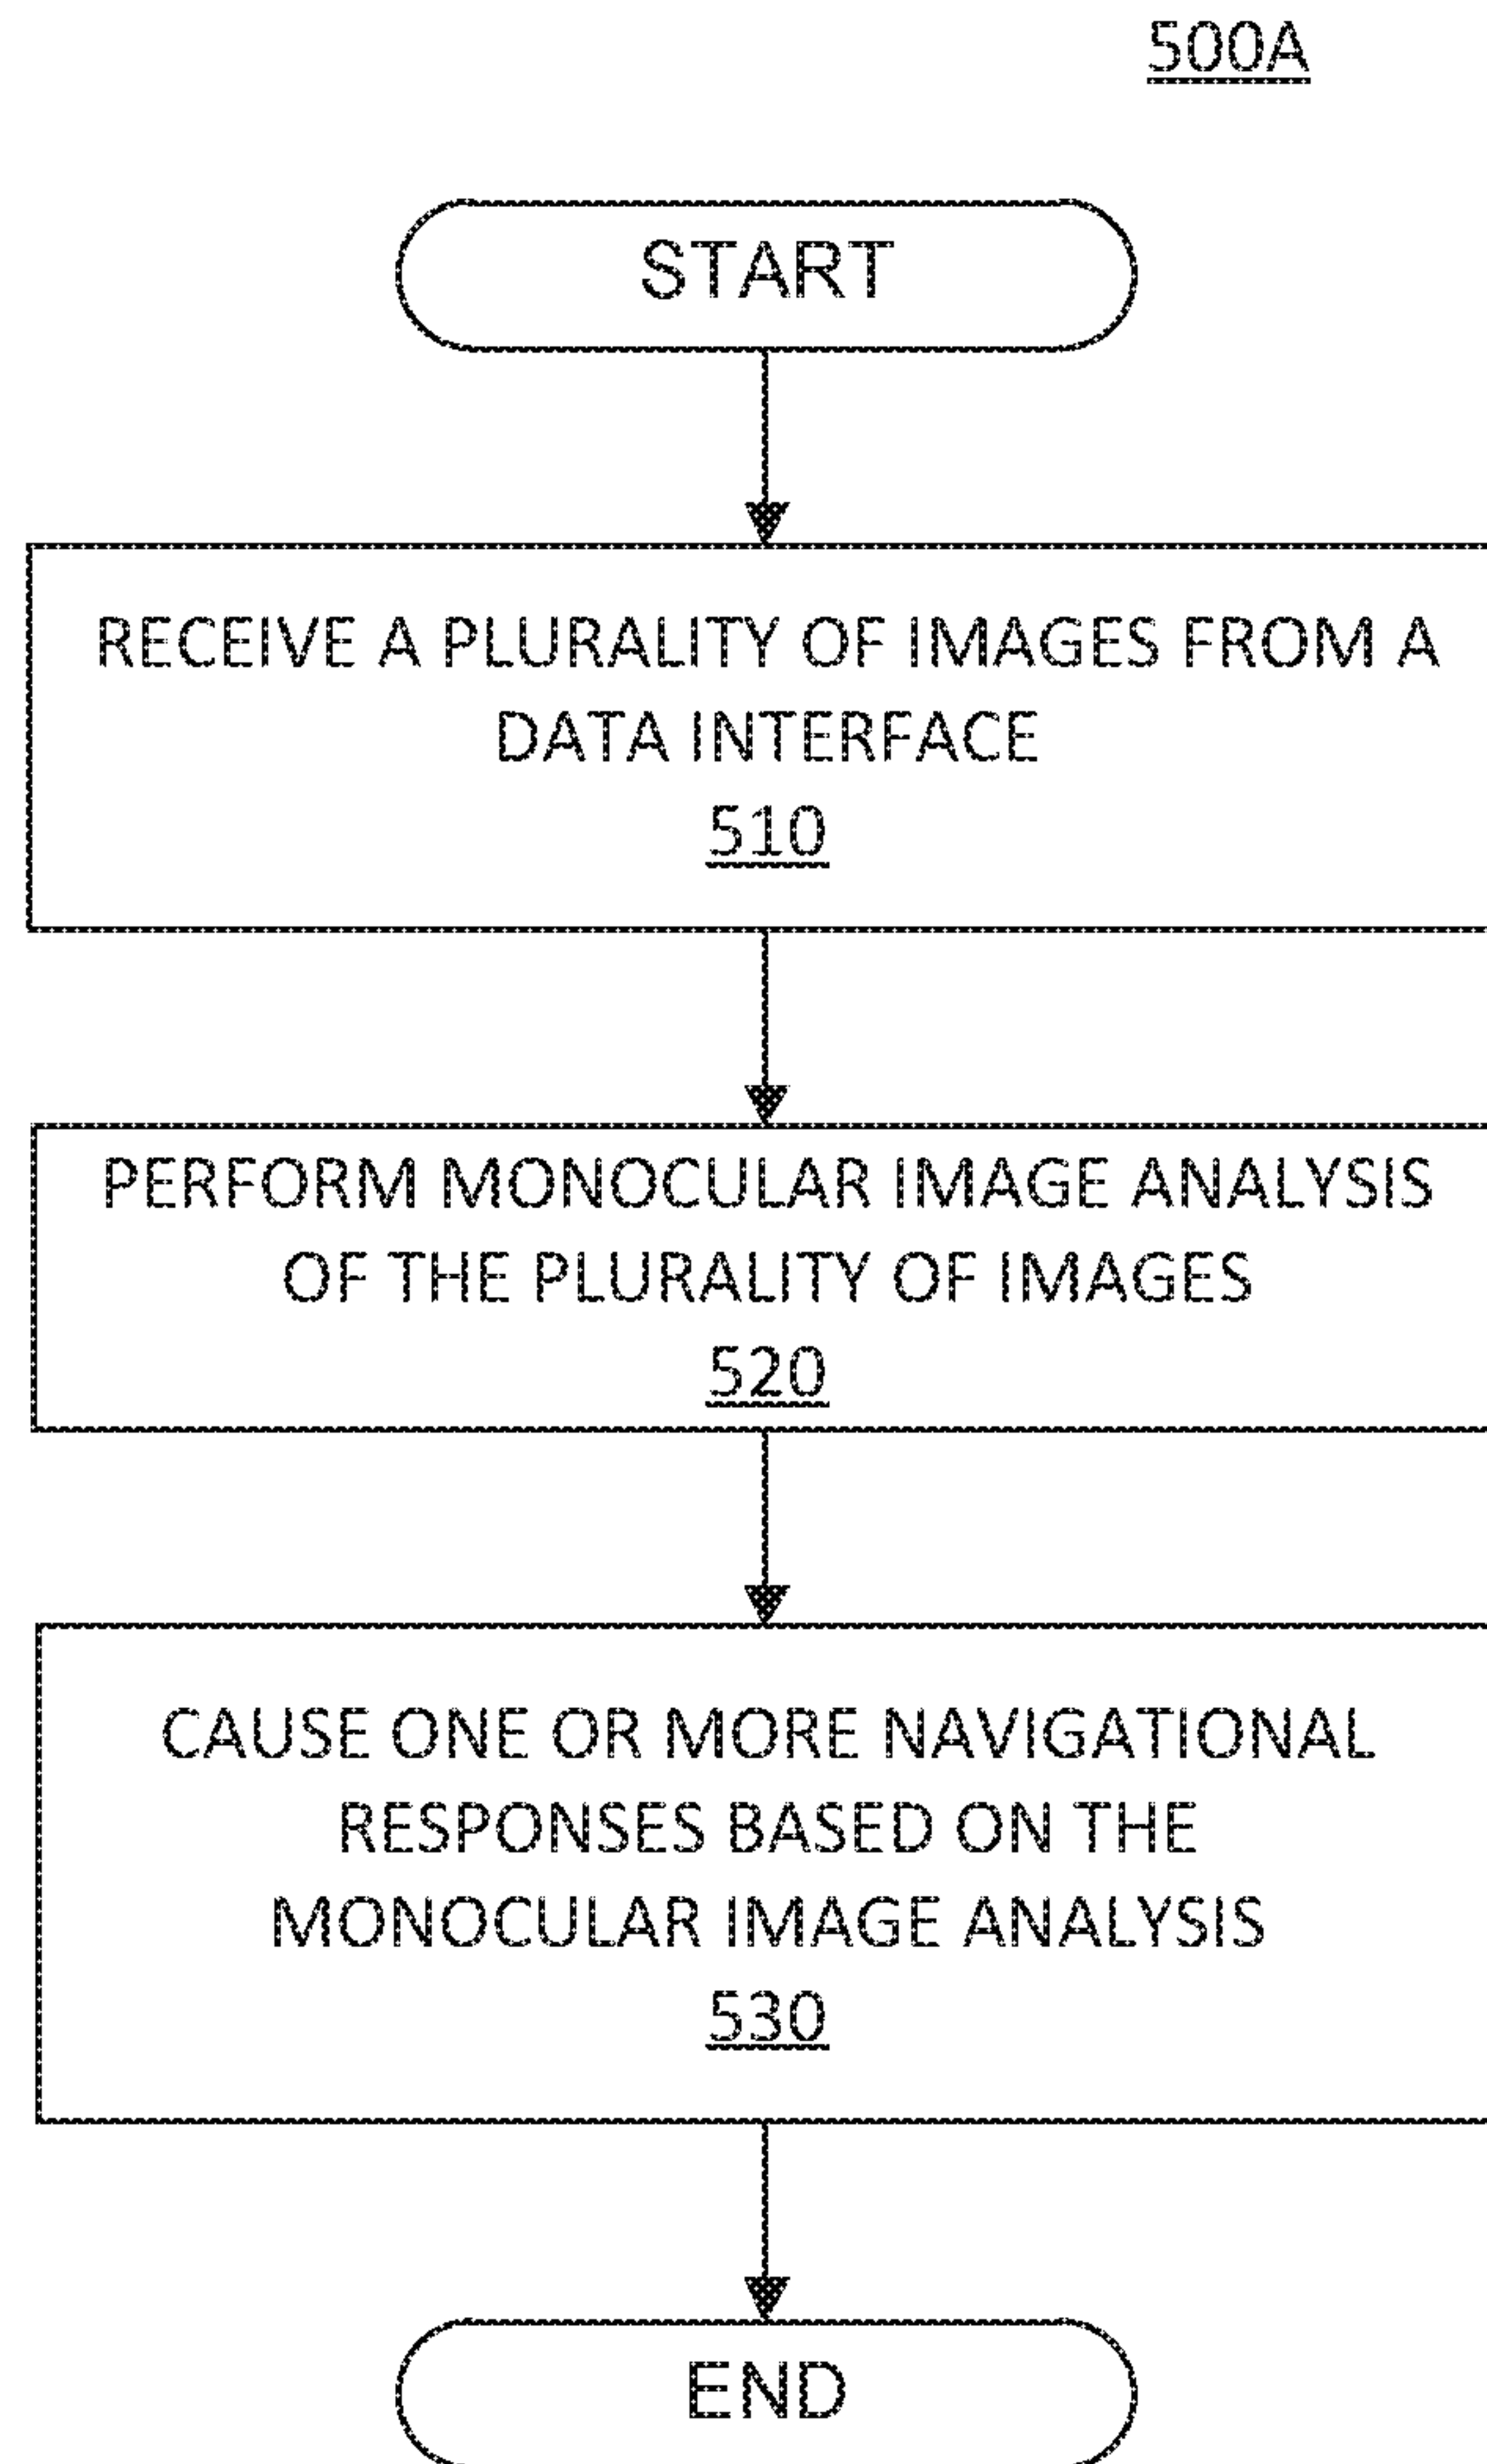 500A
START
RECEIVE A PLURALITY OF IMAGES FROM A
DATA INTERFACE
510
PERFORM MONOCULAR IMAGE ANALYSIS
OF THE PLURALITY OF IMAGES
520
CAUSE ONE OR MORE NAVIGATIONAL
RESPONSES BASED ON THE
MONOCULAR IMAGE ANALYSIS
530
END